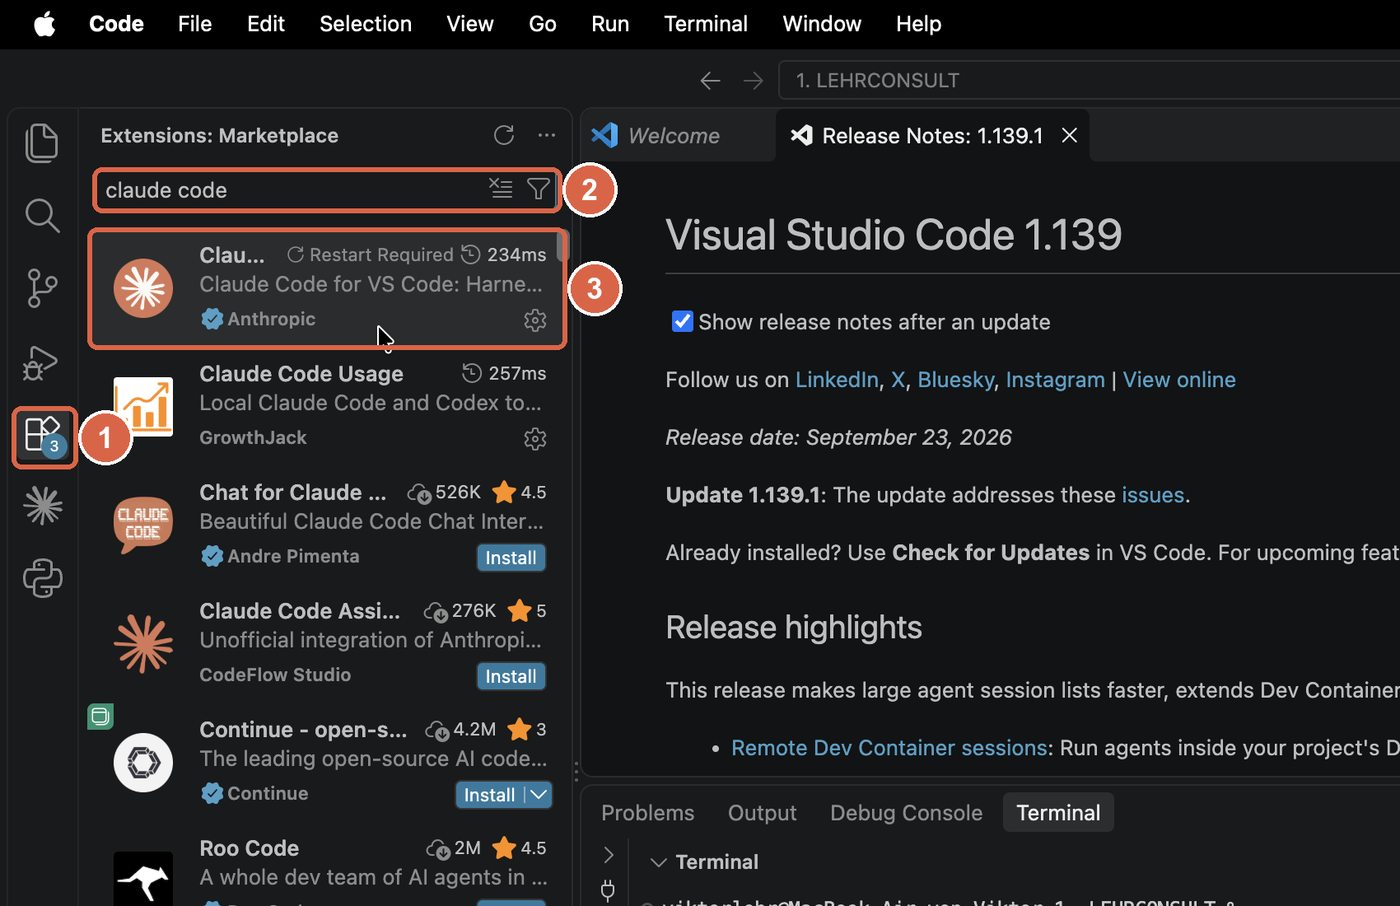 Code File Edit Selection View Go Run Terminal Window Help
1. LEHRCONSULT
Extensions: Marketplace
claude code
2
Clau... Restart Required 234ms
Claude Code for VS Code: Harne...
Anthropic
3
Claude Code Usage 257ms
Local Claude Code and Codex to...
GrowthJack
3
1
Chat for Claude ... 526K 4.5
Beautiful Claude Code Chat Inter...
Andre Pimenta Install
CLAUDE
CODE
Claude Code Assi... 276K 5
Unofficial integration of Anthropi...
CodeFlow Studio Install
Continue - open-s... 4.2M 3
The leading open-source AI code...
Continue Install
Roo Code 2M 4.5
A whole dev team of AI agents in ...
Welcome Release Notes: 1.139.1
Visual Studio Code 1.139
Show release notes after an update
Follow us on LinkedIn, X, Bluesky, Instagram | View online
Release date: September 23, 2026
Update 1.139.1: The update addresses these issues.
Already installed? Use Check for Updates in VS Code. For upcoming feat
Release highlights
This release makes large agent session lists faster, extends Dev Container
• Remote Dev Container sessions: Run agents inside your project's D
Problems Output Debug Console Terminal
Terminal